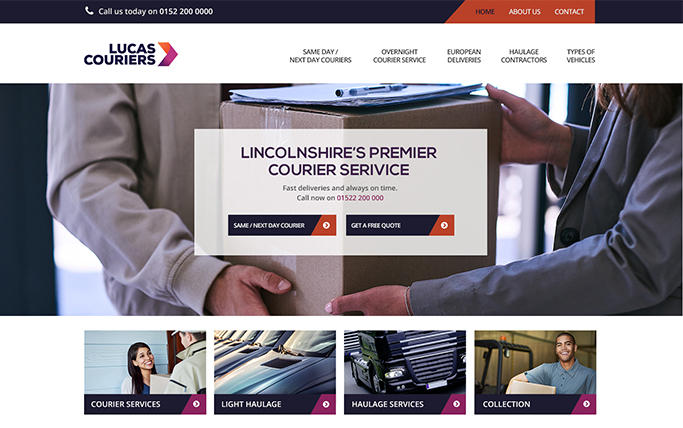 Call us today on 0152 200 0000
HOME ABOUT US CONTACT
LUCAS
COURIERS
SAME DAY /
NEXT DAY COURIERS
OVERNIGHT
COURIER SERVICE
EUROPEAN
DELIVERIES
HAULAGE
CONTRACTORS
TYPES OF
VEHICLES
LINCOLNSHIRE'S PREMIER
COURIER SERIVICE
Fast deliveries and always on time.
Call now on 01522 200 000
SAME / NEXT DAY COURIER
GET A FREE QUOTE
COURIER SERVICES
LIGHT HAULAGE
HAULAGE SERVICES
COLLECTION